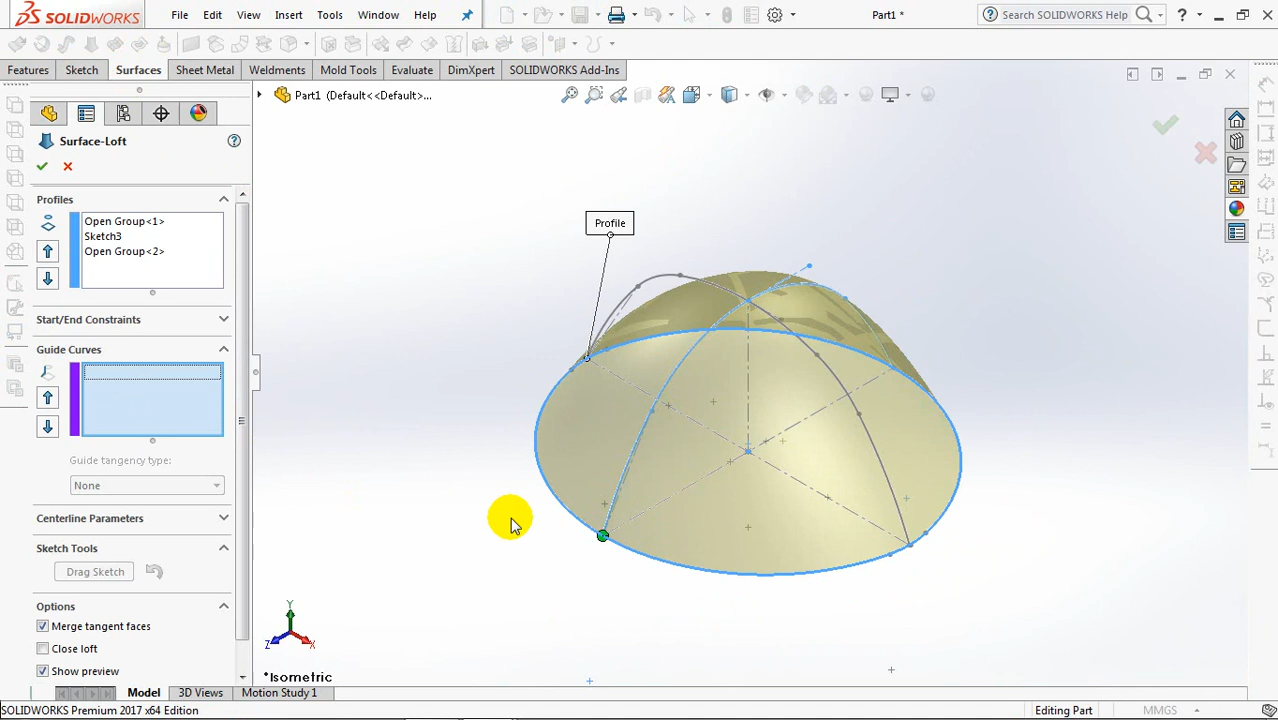 SOLIDWORKS File Edit View Insert Tools Window Help Part1 * Search SOLIDWORKS Help ?
Features Sketch Surfaces Sheet Metal Weldments Mold Tools Evaluate DimXpert SOLIDWORKS Add-Ins
Part1 (Default<<Default>...
Surface-Loft ?
Profiles
Open Group<1>
Sketch3
Open Group<2>
Start/End Constraints
Guide Curves
Guide tangency type:
None
Centerline Parameters
Sketch Tools
Drag Sketch
Options
Merge tangent faces
Close loft
Show preview
Profile
Y
Z
X
*Isometric
Model 3D Views Motion Study 1
SOLIDWORKS Premium 2017 x64 Edition Editing Part MMGS